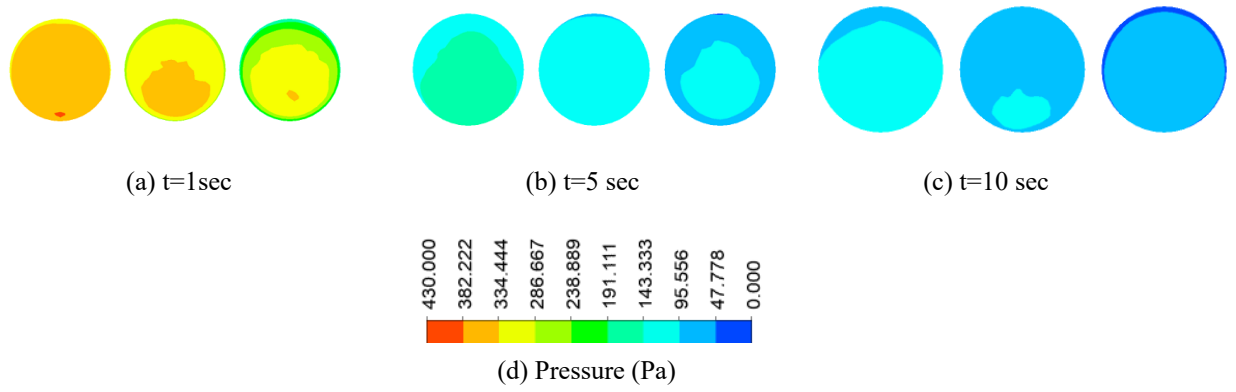 (a) t=1sec
(b) t=5 sec
(c) t=10 sec
430.000
382.222
334.444
286.667
238.889
191.111
143.333
95.556
47.778
0.000
(d) Pressure (Pa)